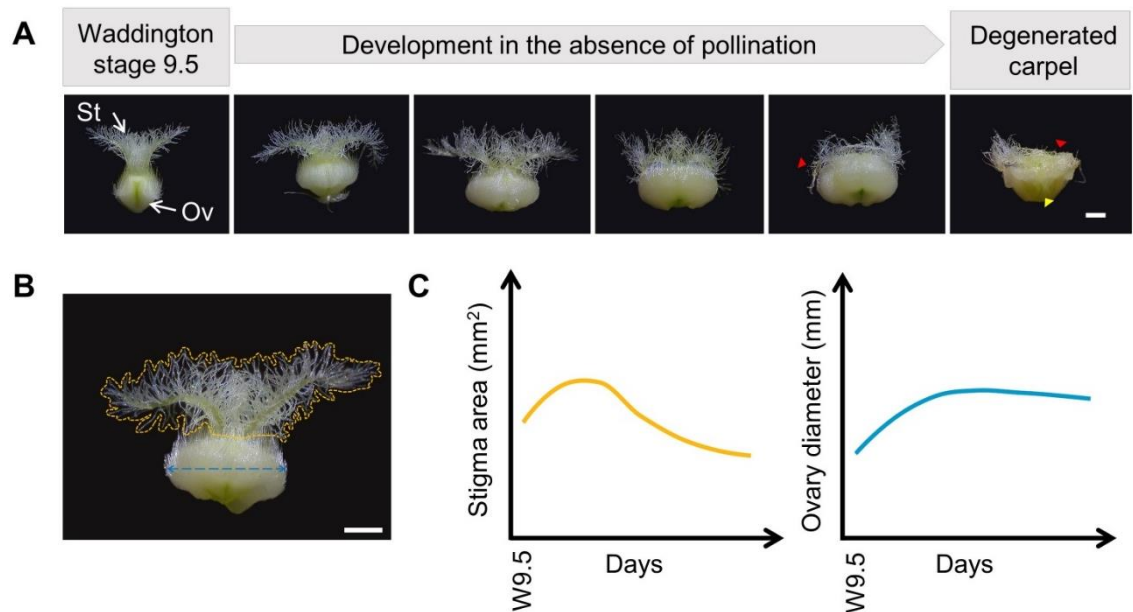 A
Waddington
stage 9.5
Development in the absence of pollination
Degenerated
carpel
St
Ov
B
C
Stigma area (mm²)
W9.5
Days
Ovary diameter (mm)
W9.5
Days